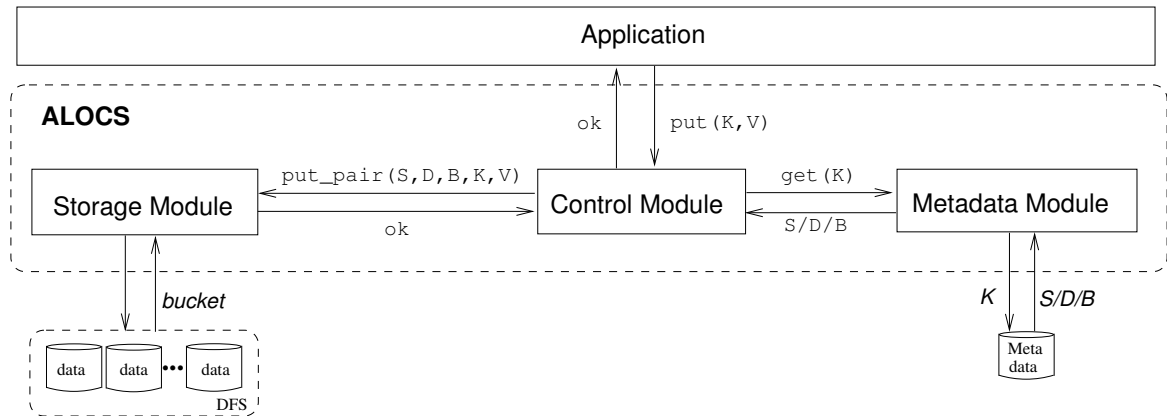 Application
ALOCS
ok
put(K,V)
put_pair(S,D,B,K,V)
get(K)
Storage Module
Control Module
Metadata Module
ok
S/D/B
bucket
K
S/D/B
data
data
•••
data
Meta
data
DFS